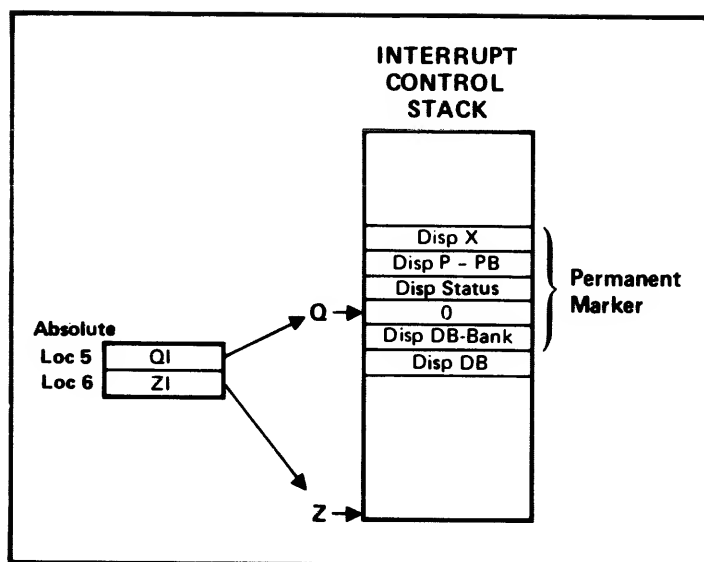 INTERRUPT
CONTROL
STACK
Disp X
Disp P – PB
Disp Status
0
Disp DB-Bank
Disp DB
Permanent
Marker
Q
Absolute
Loc 5 QI
Loc 6 ZI
Z